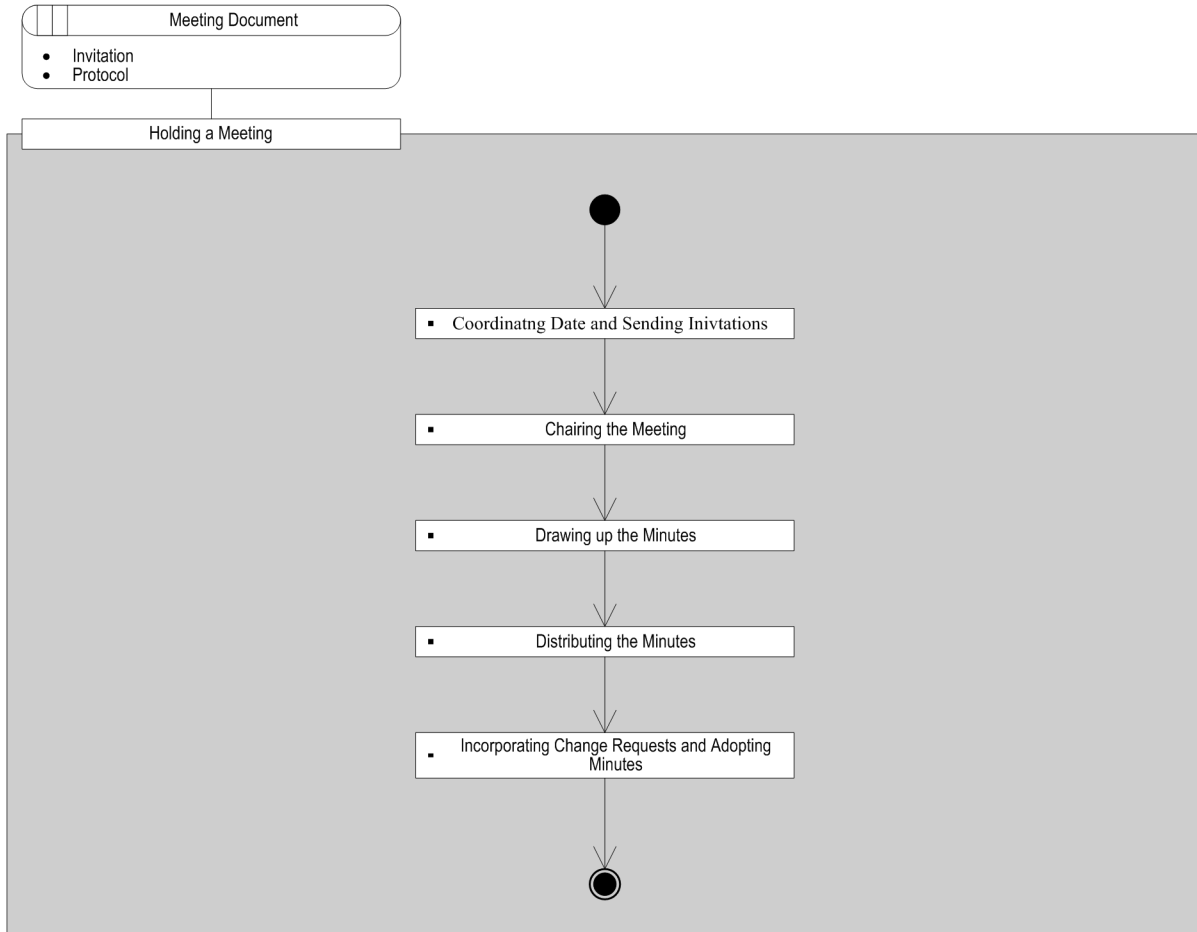 Meeting Document
Invitation
Protocol
Holding a Meeting
Coordinatng Date and Sending Inivtations
Chairing the Meeting
Drawing up the Minutes
Distributing the Minutes
Incorporating Change Requests and Adopting
Minutes